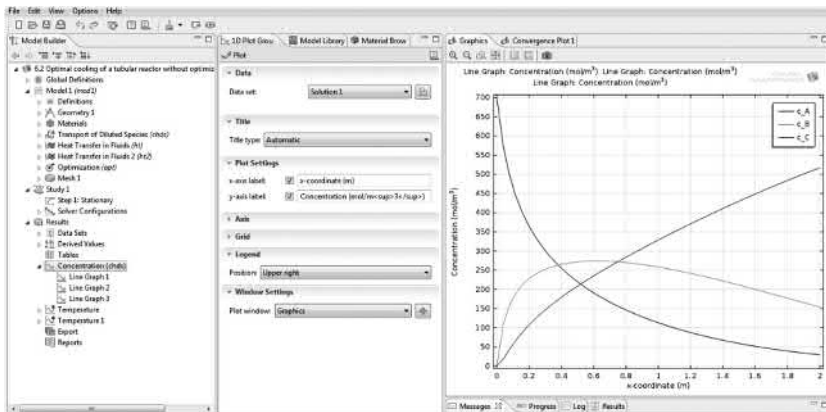 File Edit View Options Help
Model Builder
6.2 Optimal cooling of a tubular reactor without optimiz
Global Definitions
Model 1 (mod1)
Definitions
Geometry 1
Materials
Transport of Diluted Species (chds)
Heat Transfer in Fluids (ht)
Heat Transfer in Fluids 2 (ht2)
Optimization (opt)
Mesh 1
Study 1
Step 1: Stationary
Solver Configurations
Results
Data Sets
Derived Values
Tables
Concentration (chds)
Line Graph 1
Line Graph 2
Line Graph 3
Temperature
Temperature 1
Export
Reports
1D Plot Grou
Model Library
Material Brow
Plot
Data
Data set: Solution 1
Title
Title type: Automatic
Plot Settings
x-axis label: x-coordinate (m)
y-axis label: Concentration (mol/m<sup>3</sup>)
Axis
Grid
Legend
Position: Upper right
Window Settings
Plot window: Graphics
Graphics
Convergence Plot 1
Line Graph: Concentration (mol/m³) Line Graph: Concentration (mol/m³)
Line Graph: Concentration (mol/m³)
c_A
c_B
c_C
Concentration (mol/m³)
700
650
600
550
500
450
400
350
300
250
200
150
100
50
0
0 0.2 0.4 0.6 0.8 1 1.2 1.4 1.6 1.8 2
x-coordinate (m)
Messages
Progress
Log
Results